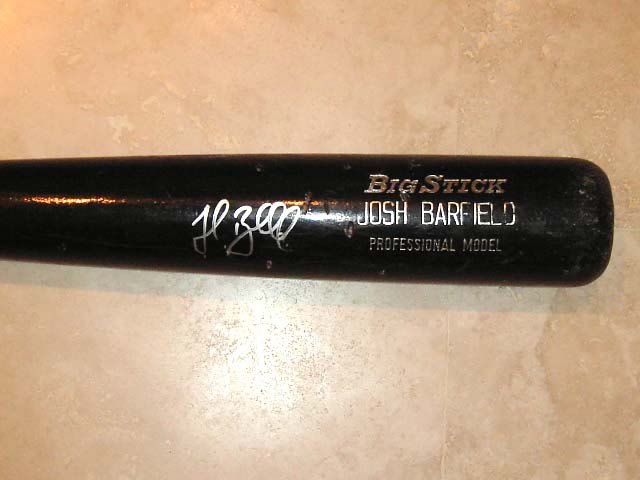 BIG STICK
JOSH BARFIELD
PROFESSIONAL MODEL